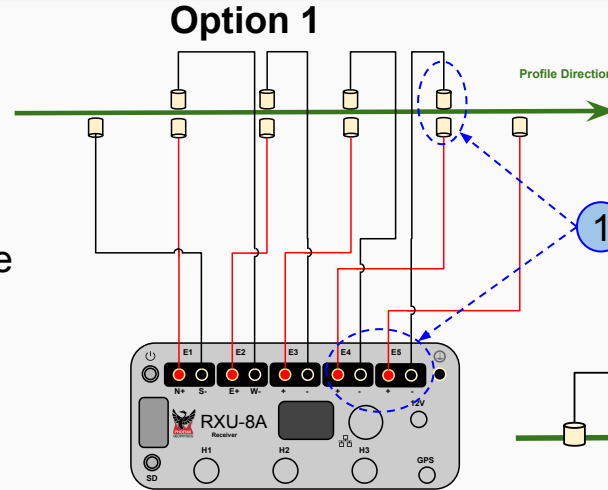 Option 1
Profile Direction
e
1
E1 E2 E3 E4 E5
N+ S- E+ W- + - + - + -
RXU-8A
Receiver
12V
H1 H2 H3
GPS
SD